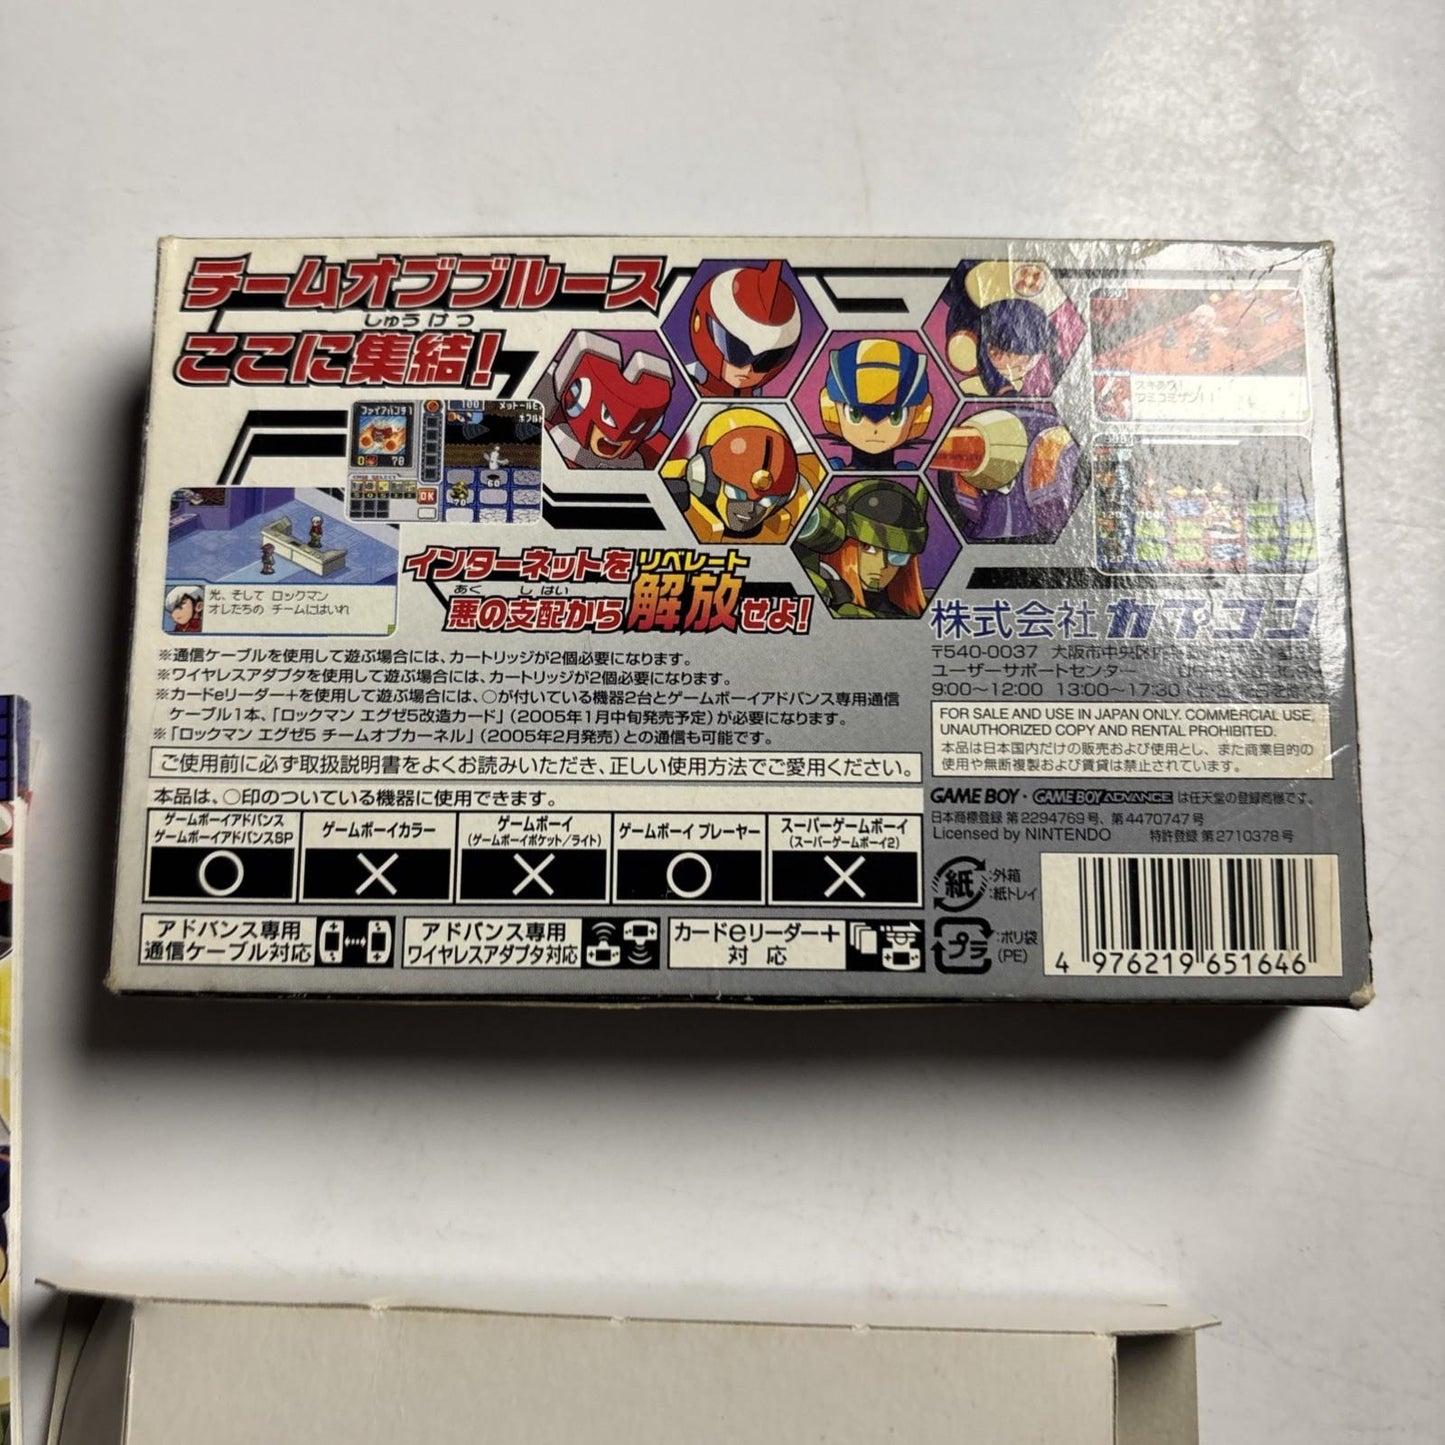 チームオブブルース
しゅうけつ
ここに集結!
ファイアバンナ1
100
70
60
70
OK
光、そして ロックマン
オレたちの チームにはいれ
インターネットを
リベレート
あく しはい
悪の支配から解放せよ!
※通信ケーブルを使用して遊ぶ場合には、カートリッジが2個必要になります。
※ワイヤレスアダプタを使用して遊ぶ場合には、カートリッジが2個必要になります。
※カードeリーダー+を使用して遊ぶ場合には、○が付いている機器2台とゲームボーイアドバンス専用通信
ケーブル1本、「ロックマン エグゼ5改造カード」(2005年1月中旬発売予定)が必要になります。
※「ロックマン エグゼ5 チームオブカーネル」(2005年2月発売)との通信も可能です。
ご使用前に必ず取扱説明書をよくお読みいただき、正しい使用方法でご愛用ください。
本品は、○印のついている機器に使用できます。
ゲームボーイアドバンス
ゲームボーイアドバンスSP
○
ゲームボーイカラー
×
ゲームボーイ
(ゲームボーイポケット/ライト)
×
ゲームボーイ プレーヤー
○
スーパーゲームボーイ
(スーパーゲームボーイ2)
×
アドバンス専用
通信ケーブル対応
アドバンス専用
ワイヤレスアダプタ対応
カードeリーダー+
対 応
株式会社 カプコン
〒540-0037 大阪市中央区
ユーザーサポートセンター
9:00〜12:00 13:00〜17:30
FOR SALE AND USE IN JAPAN ONLY. COMMERCIAL USE,
UNAUTHORIZED COPY AND RENTAL PROHIBITED.
本品は日本国内だけの販売および使用とし、また商業目的の
使用や無断複製および賃貸は禁止されています。
GAME BOY・GAME BOY ADVANCE は任天堂の登録商標です。
日本商標登録 第2294769号、第4470747号
Licensed by NINTENDO 特許登録 第2710378号
紙 :外箱
:紙トレイ
プラ :ポリ袋
(PE)
4 976219 651646